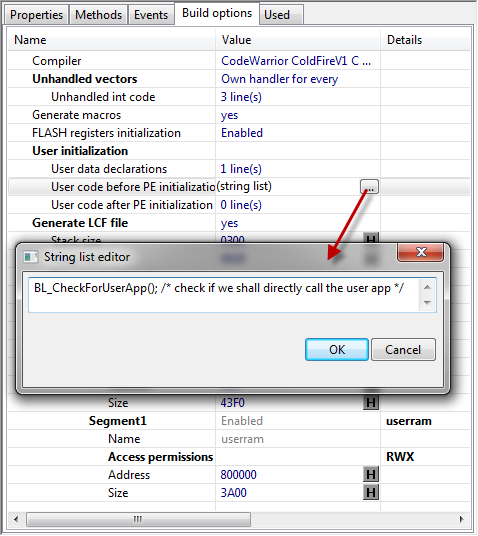 Properties Methods Events Build options Used
Name Value Details
Compiler CodeWarrior ColdFireV1 C ...
Unhandled vectors Own handler for every
Unhandled int code 3 line(s)
Generate macros yes
FLASH registers initialization Enabled
User initialization
User data declarations 1 line(s)
User code before PE initializatio (string list) ...
User code after PE initialization 0 line(s)
Generate LCF file yes
Stack size 0300 H
String list editor
BL_CheckForUserApp(); /* check if we shall directly call the user app */
OK Cancel
Size 43F0 H
Segment1 Enabled userram
Name userram
Access permissions RWX
Address 800000 H
Size 3A00 H